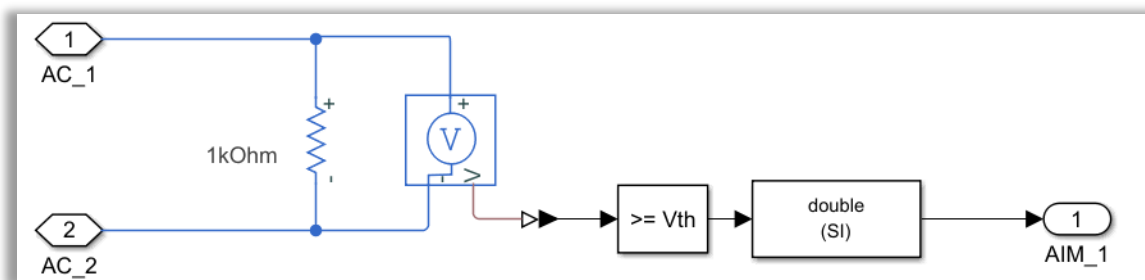 1
AC_1
+
+
V
1kOhm
-
-
V
>= Vth
double
(SI)
1
AIM_1
2
AC_2